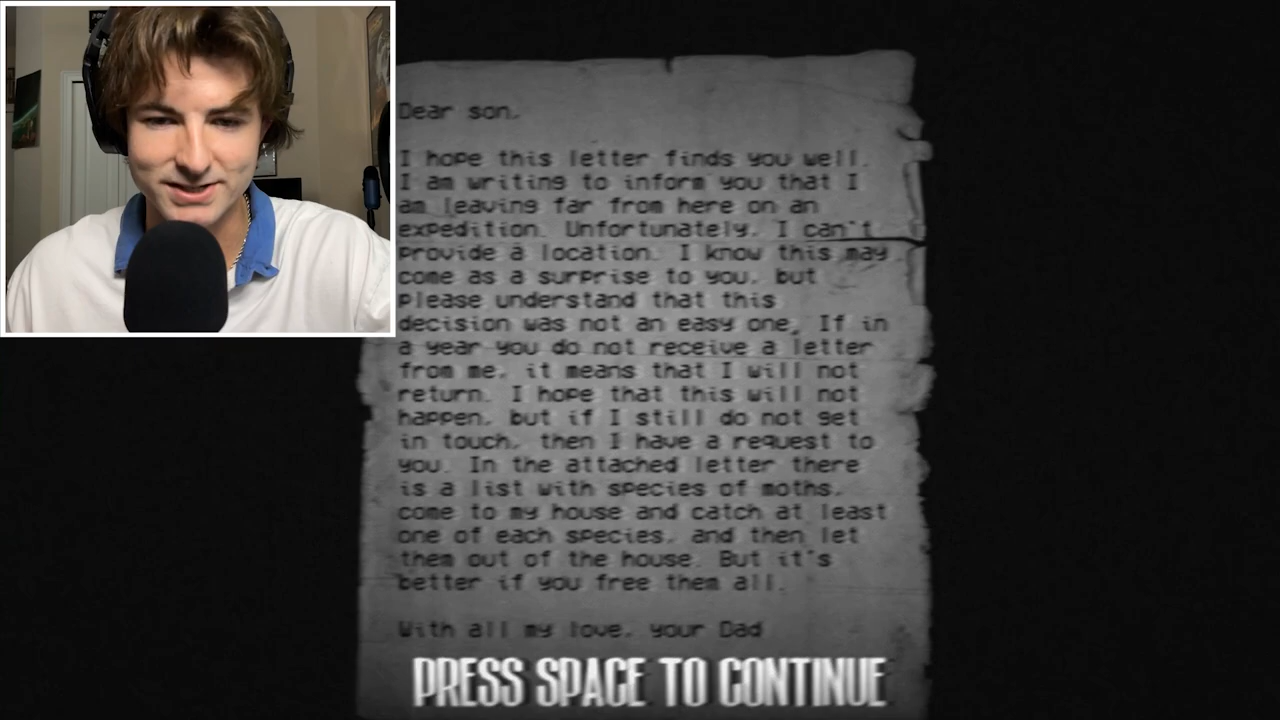 Dear son,
I hope this letter finds you well.
I am writing to inform you that I
am leaving far from here on an
expedition. Unfortunately, I can't
provide a location. I know this may
come as a surprise to you, but
please understand that this
decision was not an easy one. If in
a year you do not receive a letter
from me, it means that I will not
return. I hope that this will not
happen, but if I still do not get
in touch, then I have a request to
you. In the attached letter there
is a list with species of moths,
come to my house and catch at least
one of each species, and then let
them out of the house. But it's
better if you free them all.
With all my love, your Dad
PRESS SPACE TO CONTINUE